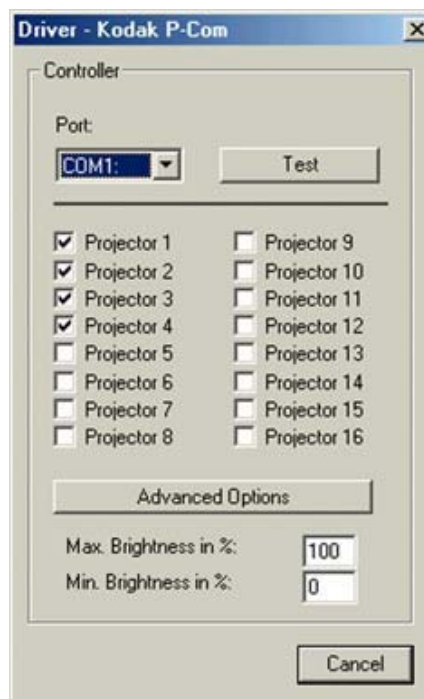 Driver - Kodak P-Com
Controller
Port:
COM1:
Test
Projector 1
Projector 2
Projector 3
Projector 4
Projector 5
Projector 6
Projector 7
Projector 8
Projector 9
Projector 10
Projector 11
Projector 12
Projector 13
Projector 14
Projector 15
Projector 16
Advanced Options
Max. Brightness in %: 100
Min. Brightness in %: 0
Cancel